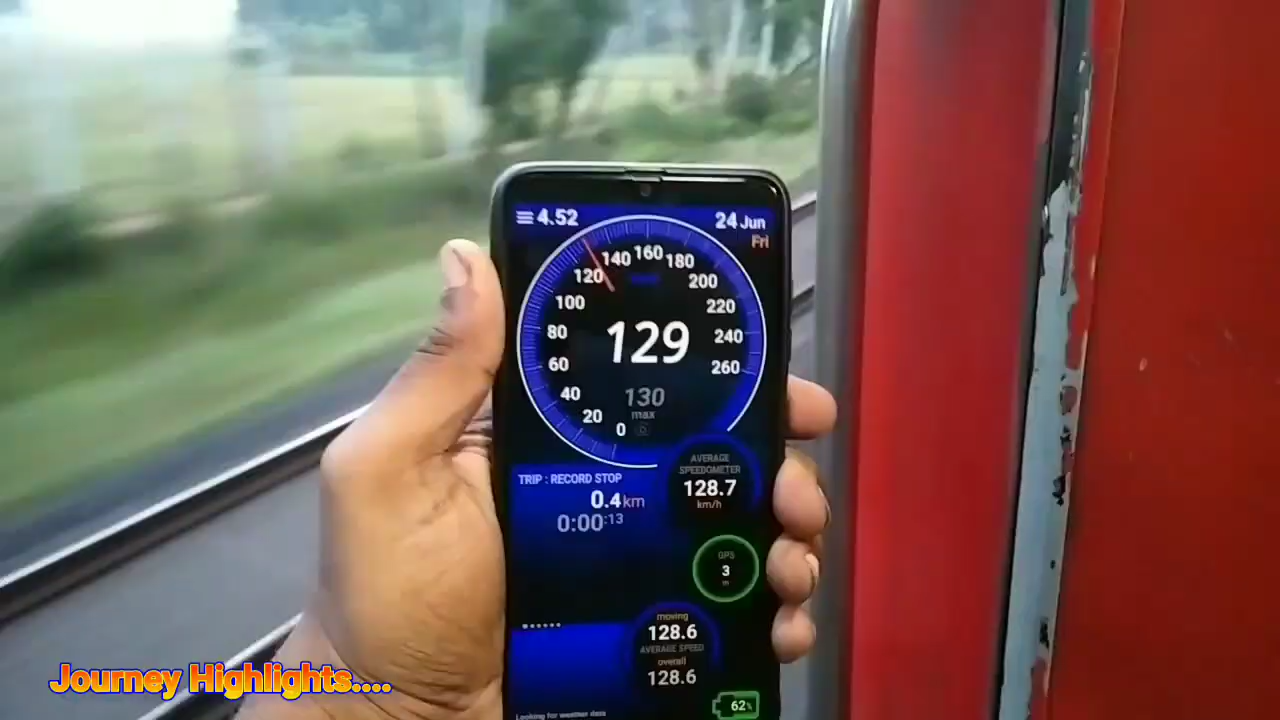 4.52
24 Jun
Fri
0 20 40 60 80 100 120 140 160 180 200 220 240 260
129
130
max
AVERAGE
SPEEDOMETER
128.7
km/h
TRIP : RECORD STOP
0.4km
0:00:13
GPS
3
m
moving
128.6
AVERAGE SPEED
overall
128.6
62%
Looking for weather data
Journey Highlights....